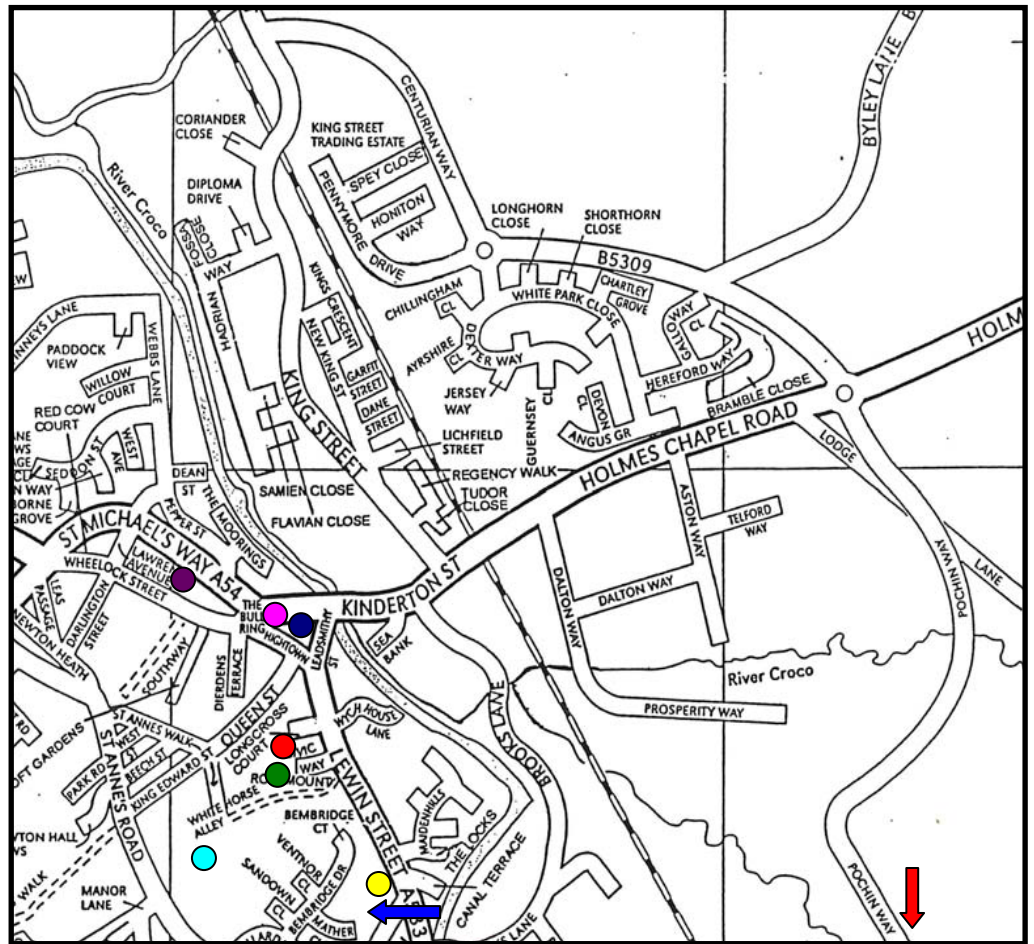 CORIANDER
CLOSE
KING STREET
TRADING ESTATE
CENTURIAN WAY
BYLEY LANE
B
River Croco
SPEY CLOSE
PENNYMORE
DRIVE
HONITON
WAY
DIPLOMA
DRIVE
LONGHORN
CLOSE
SHORTHORN
CLOSE
B5309
FOSSA
CLOSE
HADRIAN
WAY
KINGS CRESCENT
CHILLINGHAM
CL
WHITE PARK CLOSE
CHARTLEY
GROVE
HOLM
NEW KING ST
AYRSHIRE
CL
DEXTER WAY
GALLOWAY
CL
INNEYS LANE
PADDOCK
VIEW
WEBBS LANE
GARFIT
STREET
HEREFORD WAY
BRAMBLE CLOSE
WILLOW
COURT
JERSEY
WAY
GUERNSEY
CL
DEVON
CL
ANGUS GR
RED COW
COURT
DANE
STREET
KING STREET
LICHFIELD
STREET
HOLMES CHAPEL ROAD
LODGE
LANE
WEST
AVE
SEDDON ST
DEAN
ST
REGENCY WALK
TUDOR
CLOSE
SAMIEN CLOSE
FLAVIAN CLOSE
ASTON WAY
TELFORD
WAY
ST MICHAEL'S WAY A54
PEPPER ST
THE MOORINGS
WHEELOCK STREET
LAWRENCE
AVENUE
KINDERTON ST
DALTON WAY
DALTON WAY
POCHIN WAY
LEAS
PASSAGE
DARLINGTON
STREET
THE
BULL
RING
HIGHTOWN
LEADSMITHY
ST
SEA
BANK
NEWTON HEATH
SOUTHWAY
DIERDENS
TERRACE
River Croco
PROSPERITY WAY
QUEEN ST
WYCH HOUSE
LANE
BROOKS LANE
OFT GARDENS
ST ANNES WALK
WEST
ST
BEECH ST
PARK RD
KING EDWARD ST
ST ANNE'S ROAD
LONGCROSS
COURT
VIC
WAY
LEWIN STREET
WHITE HORSE
ALLEY
BEMBRIDGE
CT
MAIDENHILLS
THE LOCKS
CANAL TERRACE
VENTNOR
CL
SANDOWN
CL
BEMBRIDGE DR
MATHER
MANOR
LANE
WALK
POCHIN WAY